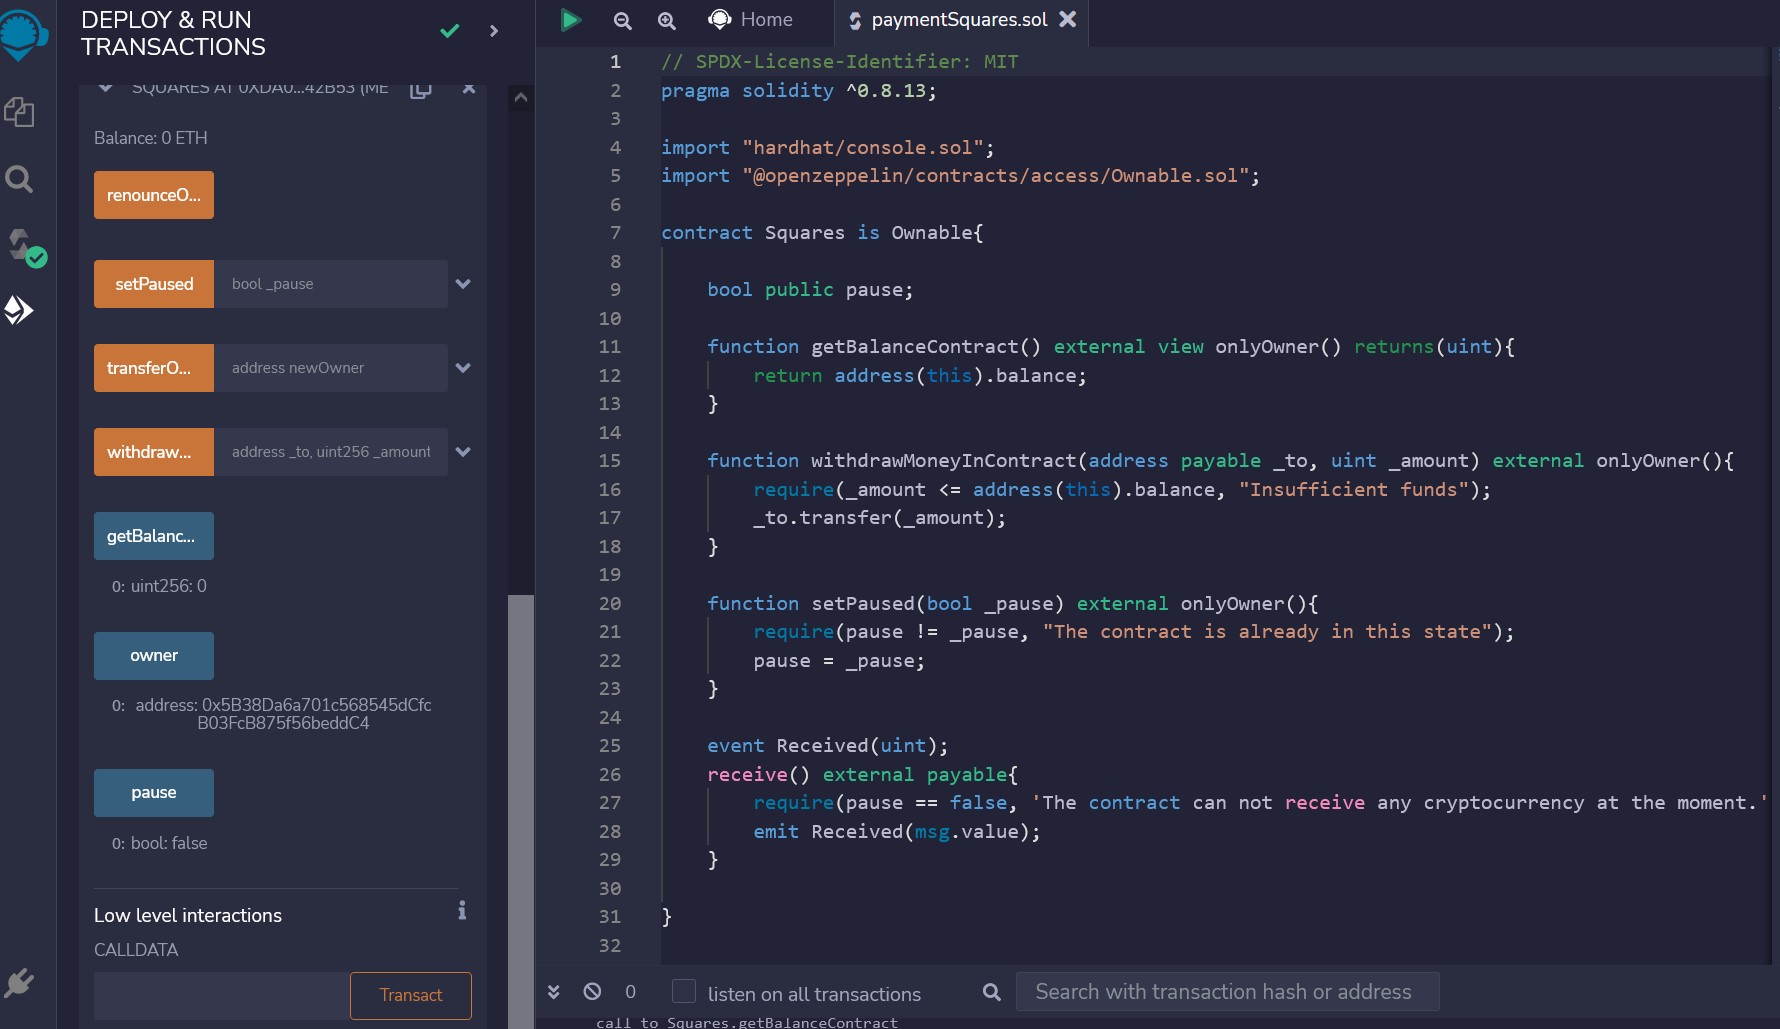 DEPLOY & RUN
TRANSACTIONS
SQUARES AT 0XDA0...42B53 (ME
Balance: 0 ETH
renounceO...
setPaused
bool _pause
transferO...
address newOwner
withdraw...
address _to, uint256 _amount
getBalanc...
0: uint256: 0
owner
0: address: 0x5B38Da6a701c568545dCfc
B03FcB875f56beddC4
pause
0: bool: false
Low level interactions
i
CALLDATA
Transact
Home
paymentSquares.sol
1 // SPDX-License-Identifier: MIT
2 pragma solidity ^0.8.13;
3
4 import "hardhat/console.sol";
5 import "@openzeppelin/contracts/access/Ownable.sol";
6
7 contract Squares is Ownable{
8
9 bool public pause;
10
11 function getBalanceContract() external view onlyOwner() returns(uint){
12 return address(this).balance;
13 }
14
15 function withdrawMoneyInContract(address payable _to, uint _amount) external onlyOwner(){
16 require(_amount <= address(this).balance, "Insufficient funds");
17 _to.transfer(_amount);
18 }
19
20 function setPaused(bool _pause) external onlyOwner(){
21 require(pause != _pause, "The contract is already in this state");
22 pause = _pause;
23 }
24
25 event Received(uint);
26 receive() external payable{
27 require(pause == false, 'The contract can not receive any cryptocurrency at the moment.'
28 emit Received(msg.value);
29 }
30
31 }
32
0
listen on all transactions
Search with transaction hash or address
call to Squares.getBalanceContract